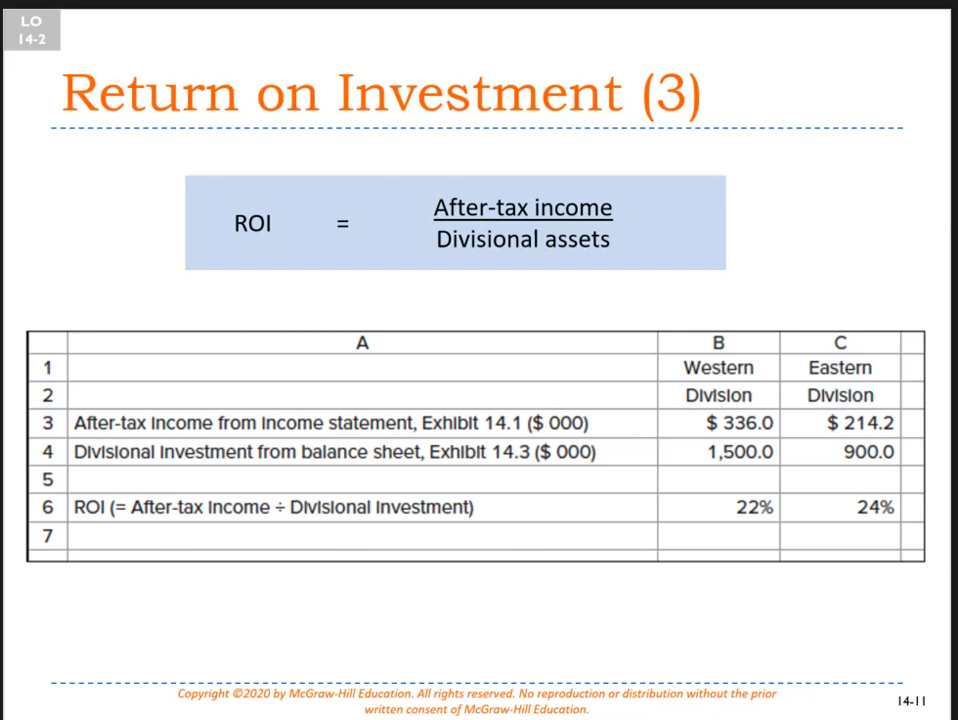 LO
14-2
Return on Investment (3)
ROI = After-tax income
Divisional assets
A B C
1 Western Eastern
2 Division Division
3 After-tax income from income statement, Exhibit 14.1 ($ 000) $ 336.0 $ 214.2
4 Divisional investment from balance sheet, Exhibit 14.3 ($ 000) 1,500.0 900.0
5
6 ROI (= After-tax income ÷ Divisional investment) 22% 24%
7
Copyright ©2020 by McGraw-Hill Education. All rights reserved. No reproduction or distribution without the prior
written consent of McGraw-Hill Education.
14-11